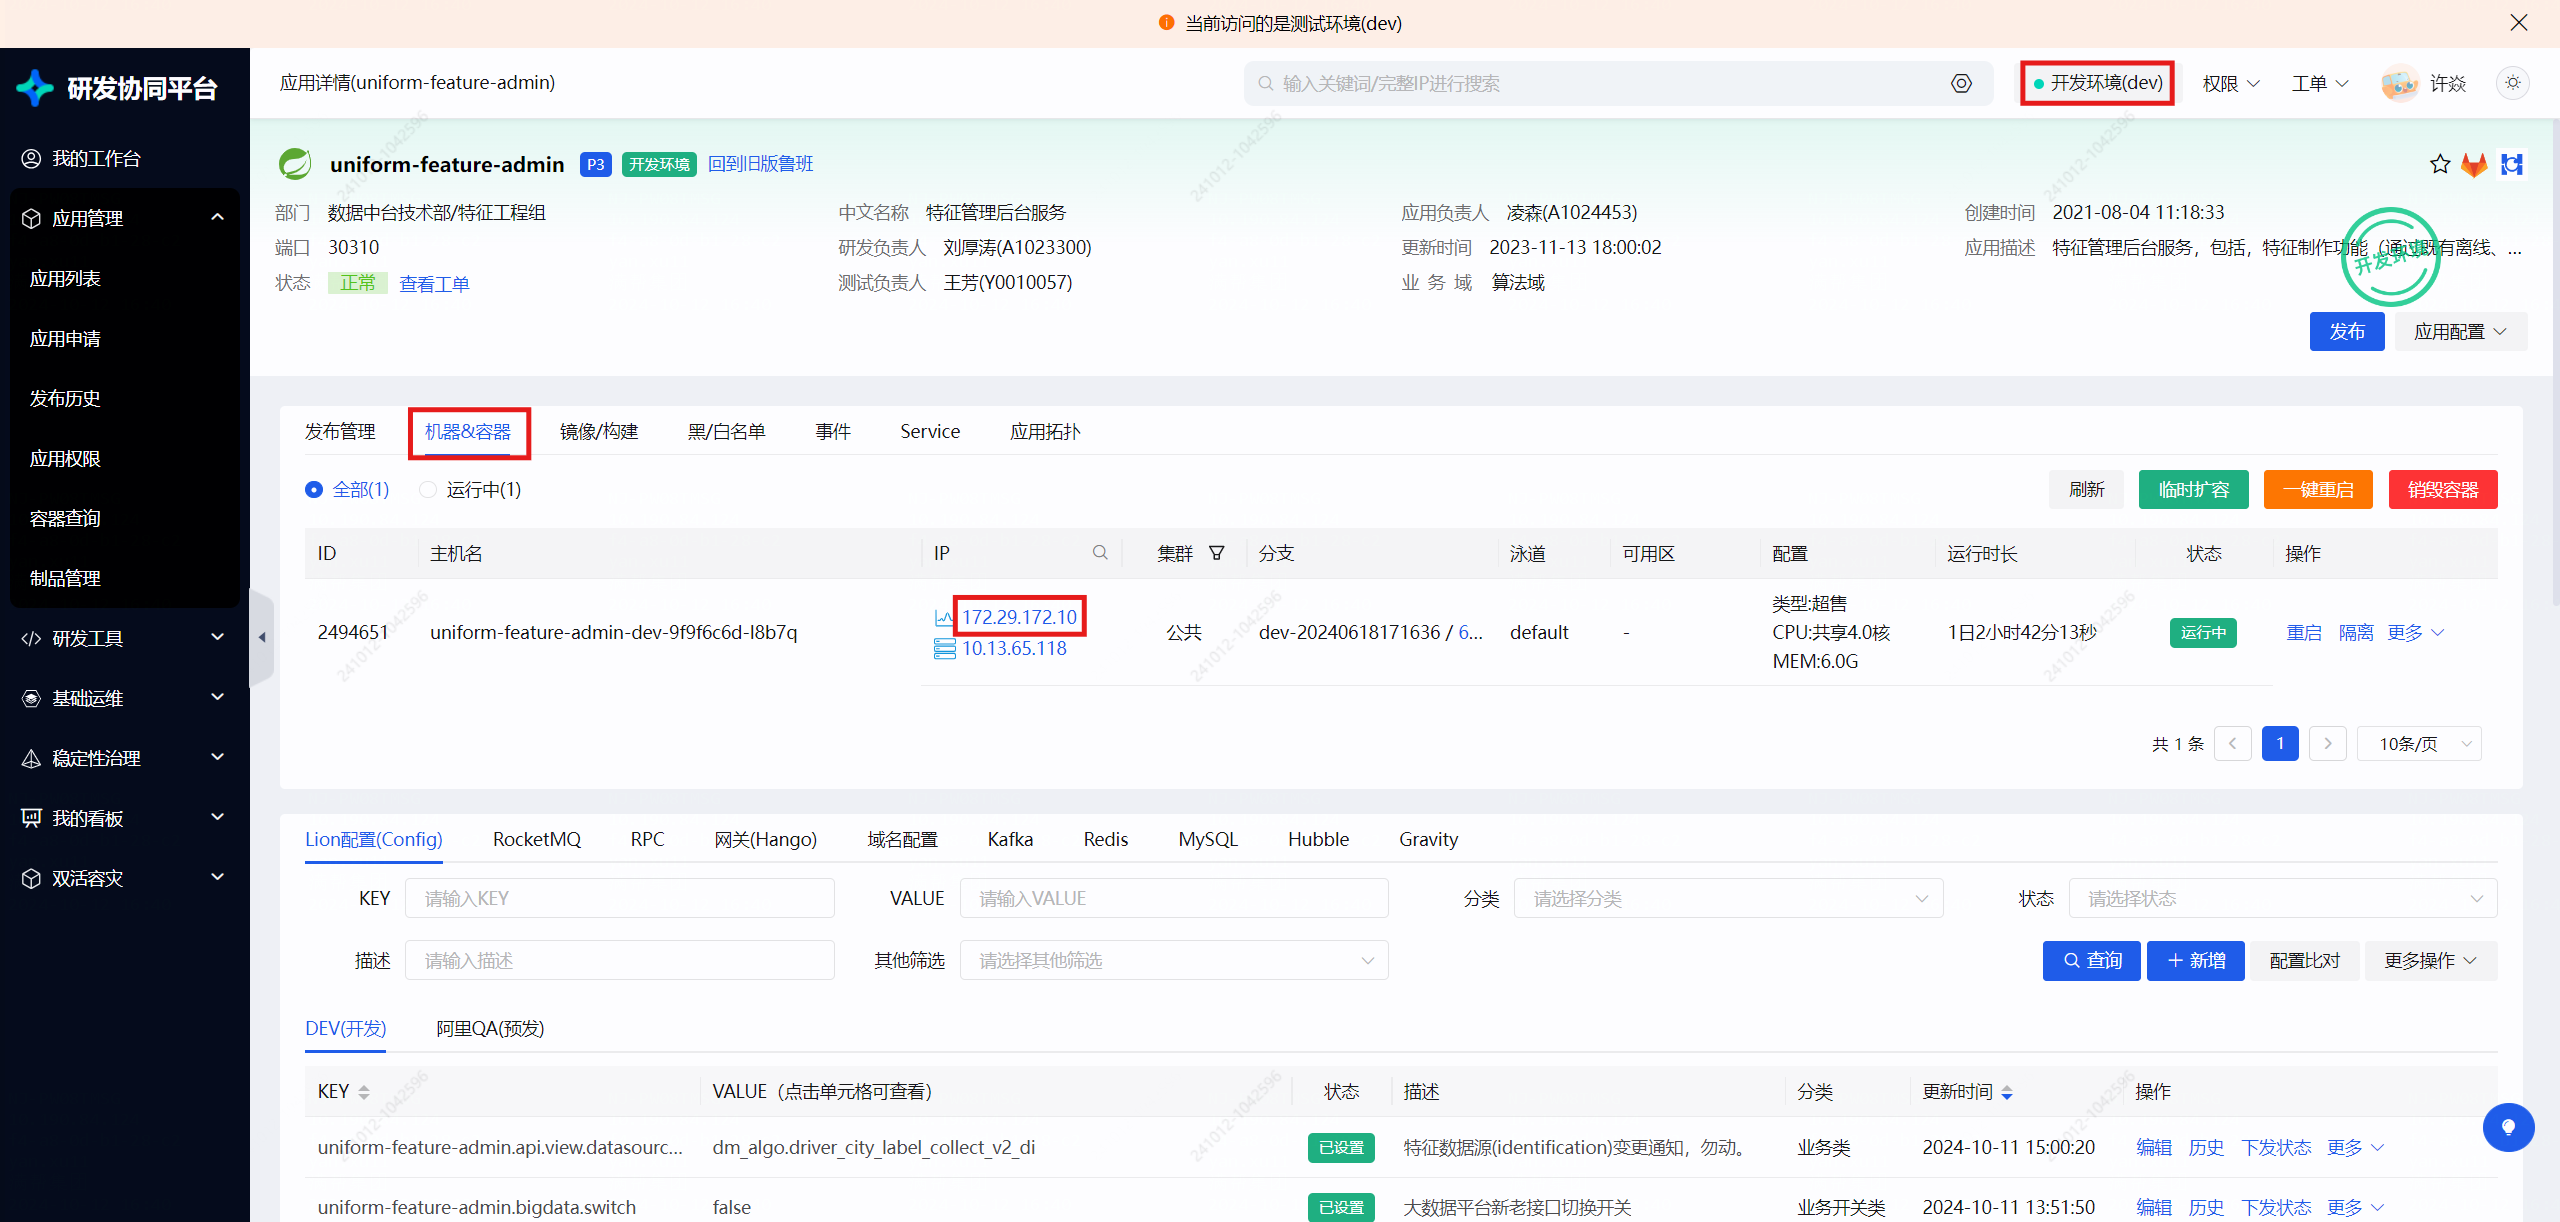 当前访问的是测试环境(dev)
研发协同平台
应用详情(uniform-feature-admin)
输入关键词/完整IP进行搜索
开发环境(dev)
权限
工单
许焱
我的工作台
应用管理
应用列表
应用申请
发布历史
应用权限
容器查询
制品管理
研发工具
基础运维
稳定性治理
我的看板
双活容灾
uniform-feature-admin P3 开发环境 回到旧版鲁班
部门 数据中台技术部/特征工程组 中文名称 特征管理后台服务 应用负责人 凌森(A1024453) 创建时间 2021-08-04 11:18:33
端口 30310 研发负责人 刘厚涛(A1023300) 更新时间 2023-11-13 18:00:02 应用描述 特征管理后台服务，包括，特征制作功能（通过既有离线、...
状态 正常 查看工单 测试负责人 王芳(Y0010057) 业务域 算法域
开发环境
发布 应用配置
发布管理 机器&容器 镜像/构建 黑/白名单 事件 Service 应用拓扑
全部(1) 运行中(1) 刷新 临时扩容 一键重启 销毁容器
ID 主机名 IP 集群 分支 泳道 可用区 配置 运行时长 状态 操作
2494651 uniform-feature-admin-dev-9f9f6c6d-l8b7q 172.29.172.10 10.13.65.118 公共 dev-20240618171636 / 6... default - 类型:超售 CPU:共享4.0核 MEM:6.0G 1日2小时42分13秒 运行中 重启 隔离 更多
共 1 条 1 10条/页
Lion配置(Config) RocketMQ RPC 网关(Hango) 域名配置 Kafka Redis MySQL Hubble Gravity
KEY 请输入KEY VALUE 请输入VALUE 分类 请选择分类 状态 请选择状态
描述 请输入描述 其他筛选 请选择其他筛选 查询 新增 配置比对 更多操作
DEV(开发) 阿里QA(预发)
KEY VALUE（点击单元格可查看） 状态 描述 分类 更新时间 操作
uniform-feature-admin.api.view.datasourc... dm_algo.driver_city_label_collect_v2_di 已设置 特征数据源(identification)变更通知，勿动。 业务类 2024-10-11 15:00:20 编辑 历史 下发状态 更多
uniform-feature-admin.bigdata.switch false 已设置 大数据平台新老接口切换开关 业务开关类 2024-10-11 13:51:50 编辑 历史 下发状态 更多
241012-1042596
241012-1042596
241012-1042596
241012-1042596
241012-1042596
241012-1042596
241012-1042596
241012-1042596
241012-1042596